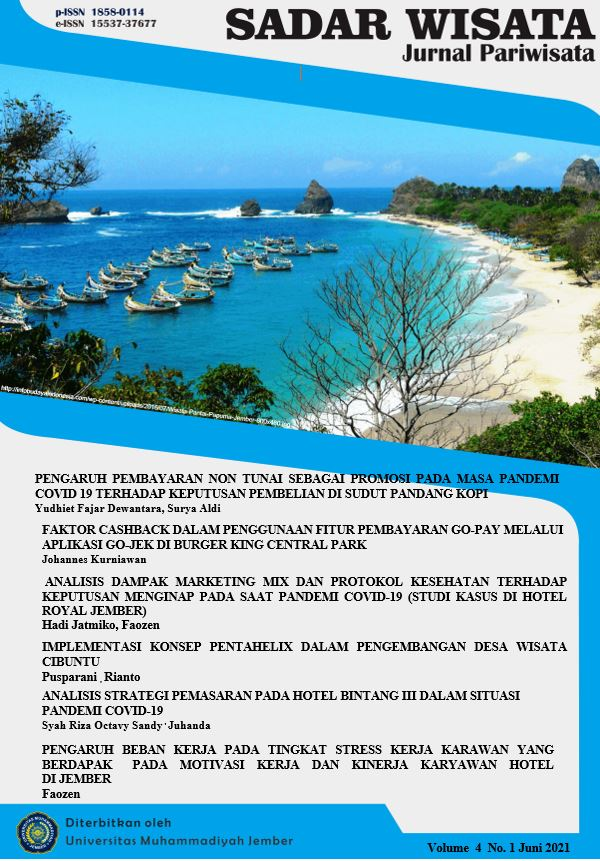 p-ISSN 1858-0114
e-ISSN 15537-37677
SADAR WISATA
Jurnal Pariwisata
http://infobudayaindonesia.com/wp-content/uploads/2015/07/Wisata-Pantai-Papuma-Jember-600x460.jpg
PENGARUH PEMBAYARAN NON TUNAI SEBAGAI PROMOSI PADA MASA PANDEMI
COVID 19 TERHADAP KEPUTUSAN PEMBELIAN DI SUDUT PANDANG KOPI
Yudhiet Fajar Dewantara, Surya Aldi
FAKTOR CASHBACK DALAM PENGGUNAAN FITUR PEMBAYARAN GO-PAY MELALUI
APLIKASI GO-JEK DI BURGER KING CENTRAL PARK
Johannes Kurniawan
ANALISIS DAMPAK MARKETING MIX DAN PROTOKOL KESEHATAN TERHADAP
KEPUTUSAN MENGINAP PADA SAAT PANDEMI COVID-19 (STUDI KASUS DI HOTEL
ROYAL JEMBER)
Hadi Jatmiko, Faozen
IMPLEMENTASI KONSEP PENTAHELIX DALAM PENGEMBANGAN DESA WISATA
CIBUNTU
Pusparani , Rianto
ANALISIS STRATEGI PEMASARAN PADA HOTEL BINTANG III DALAM SITUASI
PANDEMI COVID-19
Syah Riza Octavy Sandy , Juhanda
PENGARUH BEBAN KERJA PADA TINGKAT STRESS KERJA KARAWAN YANG
BERDAPAK PADA MOTIVASI KERJA DAN KINERJA KARYAWAN HOTEL
DI JEMBER
Faozen
Diterbitkan oleh
Universitas Muhammadiyah Jember
Volume 4 No. 1 Juni 2021